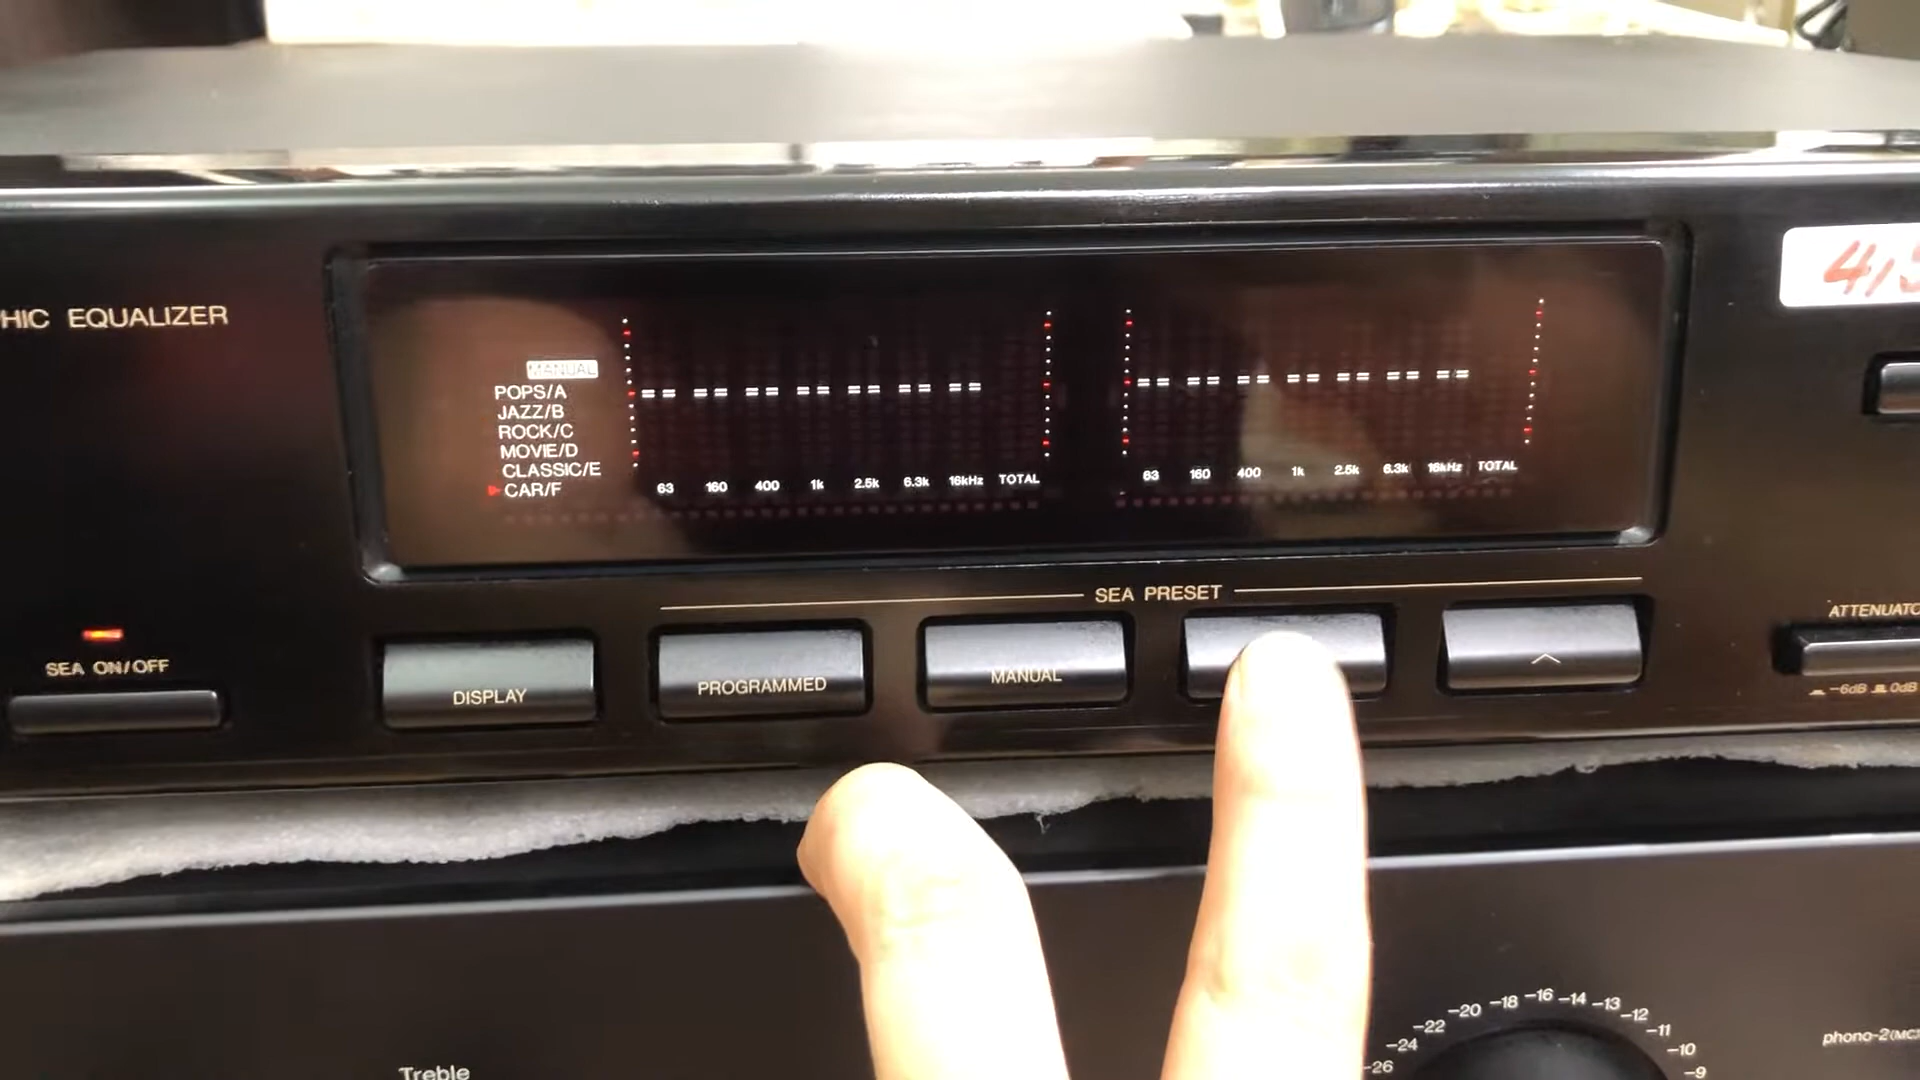 HIC EQUALIZER
MANUAL
POPS/A
JAZZ/B
ROCK/C
MOVIE/D
CLASSIC/E
CAR/F
63 160 400 1k 2.5k 6.3k 16kHz TOTAL
63 160 400 1k 2.5k 6.3k 16kHz TOTAL
SEA PRESET
SEA ON/OFF
DISPLAY
PROGRAMMED
MANUAL
ATTENUATO
-6dB 0dB
Treble
-26 -24 -22 -20 -18 -16 -14 -13 -12 -11 -10 -9
phono-2(MC